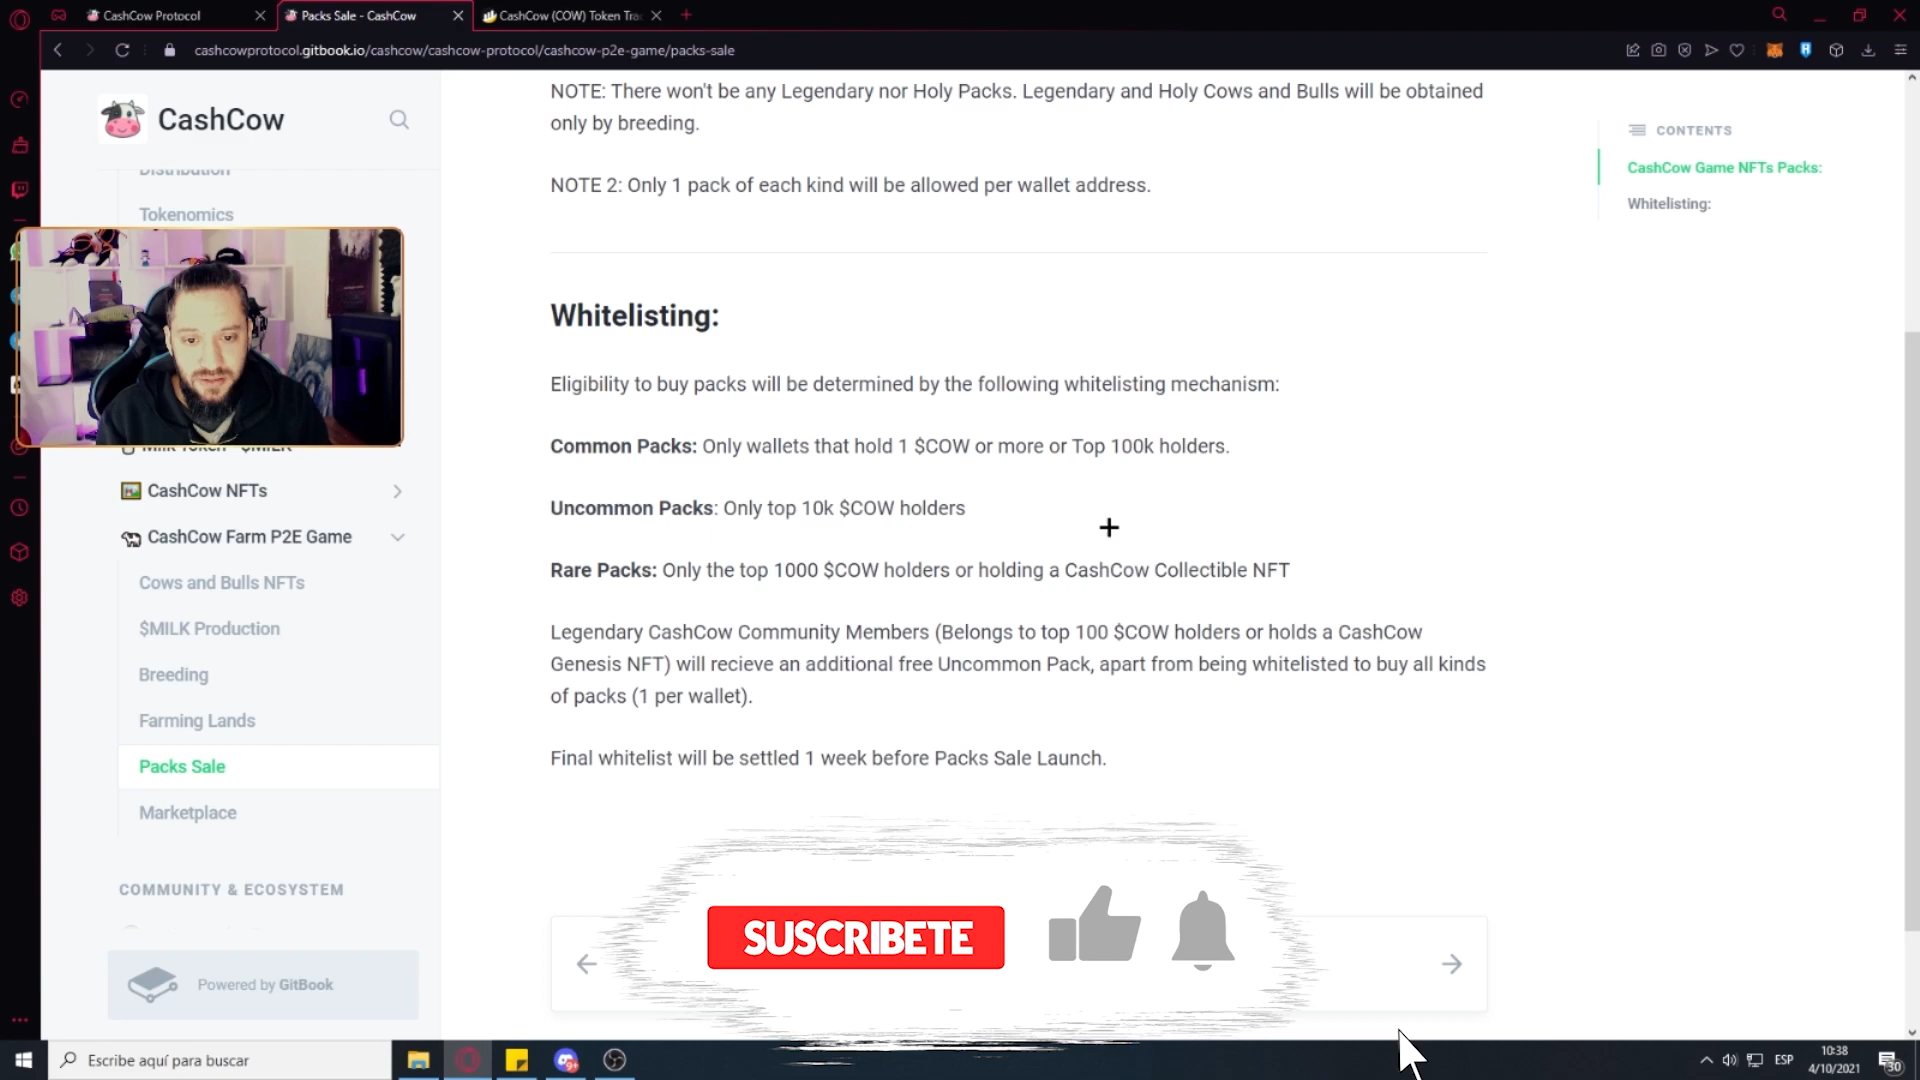 CashCow Protocol
Packs Sale - CashCow
CashCow (COW) Token Tra
cashcowprotocol.gitbook.io/cashcow/cashcow-protocol/cashcow-p2e-game/packs-sale
CashCow
Distribution
Tokenomics
Milk Token - $MILK
CashCow NFTs
CashCow Farm P2E Game
Cows and Bulls NFTs
$MILK Production
Breeding
Farming Lands
Packs Sale
Marketplace
COMMUNITY & ECOSYSTEM
Powered by GitBook
NOTE: There won't be any Legendary nor Holy Packs. Legendary and Holy Cows and Bulls will be obtained
only by breeding.
NOTE 2: Only 1 pack of each kind will be allowed per wallet address.
Whitelisting:
Eligibility to buy packs will be determined by the following whitelisting mechanism:
Common Packs: Only wallets that hold 1 $COW or more or Top 100k holders.
Uncommon Packs: Only top 10k $COW holders
Rare Packs: Only the top 1000 $COW holders or holding a CashCow Collectible NFT
Legendary CashCow Community Members (Belongs to top 100 $COW holders or holds a CashCow
Genesis NFT) will recieve an additional free Uncommon Pack, apart from being whitelisted to buy all kinds
of packs (1 per wallet).
Final whitelist will be settled 1 week before Packs Sale Launch.
SUSCRIBETE
CONTENTS
CashCow Game NFTs Packs:
Whitelisting:
Escribe aquí para buscar
ESP
10:38
4/10/2021
30